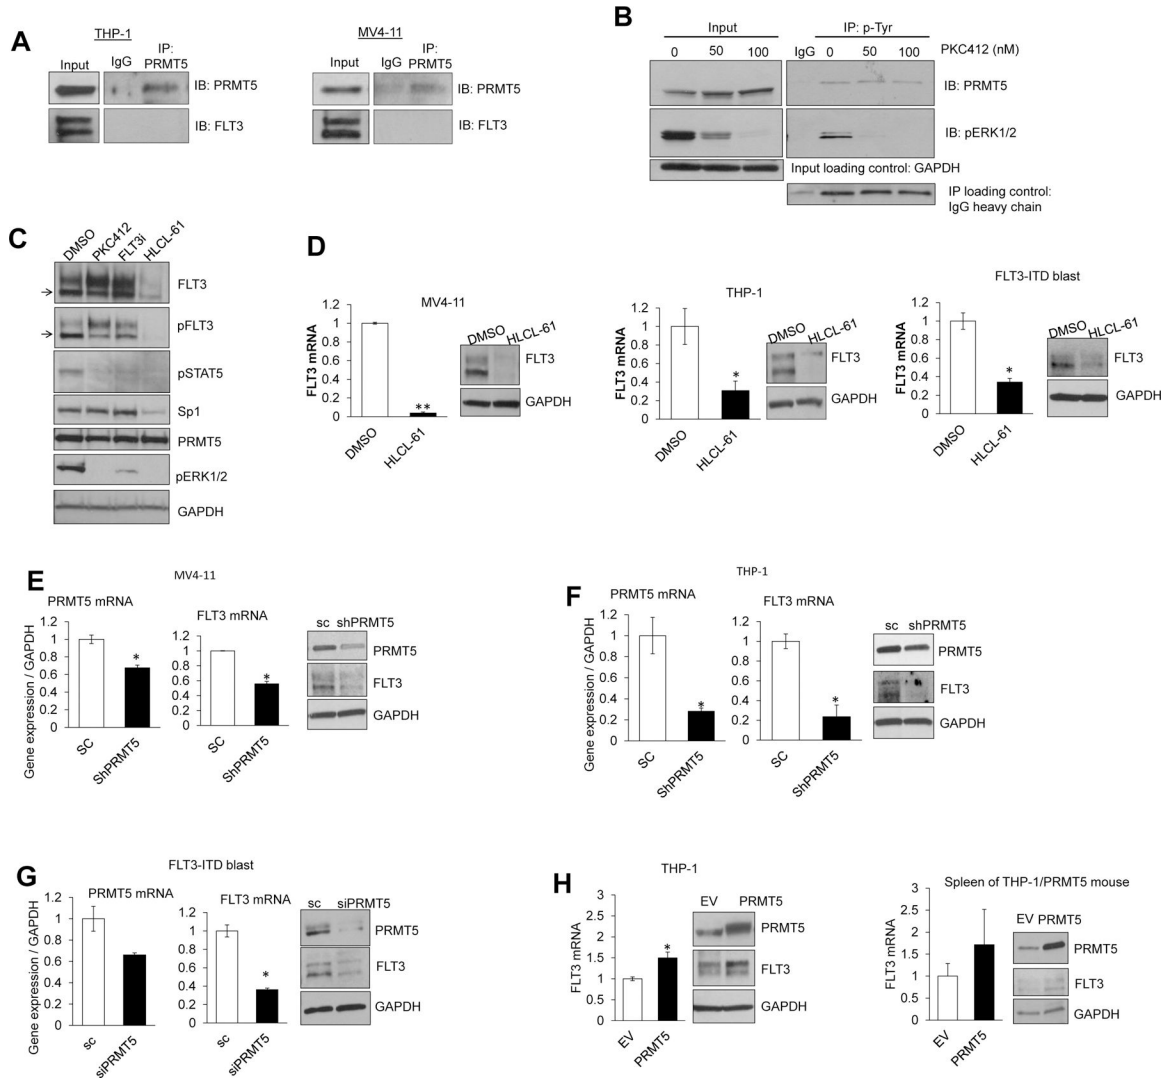 A
THP-1
Input
IgG
IP:
PRMT5
IB: PRMT5
IB: FLT3
MV4-11
Input
IgG
IP:
PRMT5
IB: PRMT5
IB: FLT3
B
Input
IP: p-Tyr
0 50 100
IgG 0 50 100
PKC412 (nM)
IB: PRMT5
IB: pERK1/2
Input loading control: GAPDH
IP loading control:
IgG heavy chain
C
DMSO
PKC412
FLT3i
HLCL-61
FLT3
pFLT3
pSTAT5
Sp1
PRMT5
pERK1/2
GAPDH
D
MV4-11
FLT3 mRNA
1.2
1
0.8
0.6
0.4
0.2
0
**
DMSO
HLCL-61
DMSO
HLCL-61
FLT3
GAPDH
THP-1
FLT3 mRNA
1.2
1
0.8
0.6
0.4
0.2
0
*
DMSO
HLCL-61
DMSO
HLCL-61
FLT3
GAPDH
FLT3-ITD blast
FLT3 mRNA
1.2
1
0.8
0.6
0.4
0.2
0
*
DMSO
HLCL-61
DMSO
HLCL-61
FLT3
GAPDH
E
MV4-11
PRMT5 mRNA
Gene expression / GAPDH
1.2
1
0.8
0.6
0.4
0.2
0
*
SC
ShPRMT5
FLT3 mRNA
1.2
1
0.8
0.6
0.4
0.2
0
*
SC
ShPRMT5
sc shPRMT5
PRMT5
FLT3
GAPDH
F
THP-1
PRMT5 mRNA
Gene expression / GAPDH
1.2
1
0.8
0.6
0.4
0.2
0
*
SC
ShPRMT5
FLT3 mRNA
1.2
1
0.8
0.6
0.4
0.2
0
*
SC
ShPRMT5
sc shPRMT5
PRMT5
FLT3
GAPDH
G
FLT3-ITD blast
PRMT5 mRNA
Gene expression / GAPDH
1.2
1
0.8
0.6
0.4
0.2
0
sc
siPRMT5
FLT3 mRNA
1.2
1
0.8
0.6
0.4
0.2
0
*
sc
siPRMT5
sc siPRMT5
PRMT5
FLT3
GAPDH
H
THP-1
FLT3 mRNA
3
2.5
2
1.5
1
0.5
0
*
EV
PRMT5
EV PRMT5
PRMT5
FLT3
GAPDH
Spleen of THP-1/PRMT5 mouse
FLT3 mRNA
3
2.5
2
1.5
1
0.5
0
EV
PRMT5
EV PRMT5
PRMT5
FLT3
GAPDH